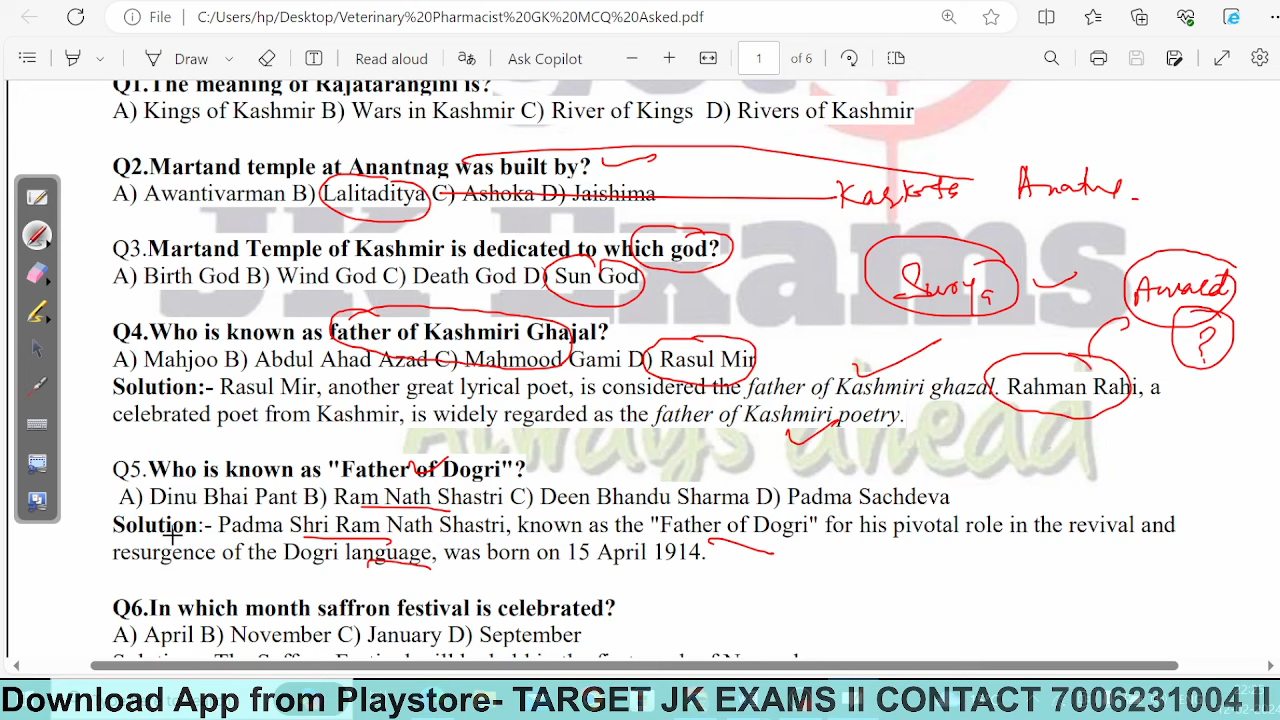 File C:/Users/hp/Desktop/Veterinary%20Pharmacist%20GK%20MCQ%20Asked.pdf
Draw Read aloud Ask Copilot 1 of 6
Q1.The meaning of Rajatarangini is?
A) Kings of Kashmir B) Wars in Kashmir C) River of Kings D) Rivers of Kashmir
Q2.Martand temple at Anantnag was built by?
A) Awantivarman B) Lalitaditya C) Ashoka D) Jaishima
Q3.Martand Temple of Kashmir is dedicated to which god?
A) Birth God B) Wind God C) Death God D) Sun God
Surya
Award
?
Q4.Who is known as father of Kashmiri Ghajal?
A) Mahjoo B) Abdul Ahad Azad C) Mahmood Gami D) Rasul Mir
Solution:- Rasul Mir, another great lyrical poet, is considered the father of Kashmiri ghazal. Rahman Rahi, a
celebrated poet from Kashmir, is widely regarded as the father of Kashmiri poetry.
Q5.Who is known as "Father of Dogri"?
A) Dinu Bhai Pant B) Ram Nath Shastri C) Deen Bhandu Sharma D) Padma Sachdeva
Solution:- Padma Shri Ram Nath Shastri, known as the "Father of Dogri" for his pivotal role in the revival and
resurgence of the Dogri language, was born on 15 April 1914.
Q6.In which month saffron festival is celebrated?
A) April B) November C) January D) September
JK Exams
Always ahead
Download App from Playstore- TARGET JK EXAMS II CONTACT 7006231004 II